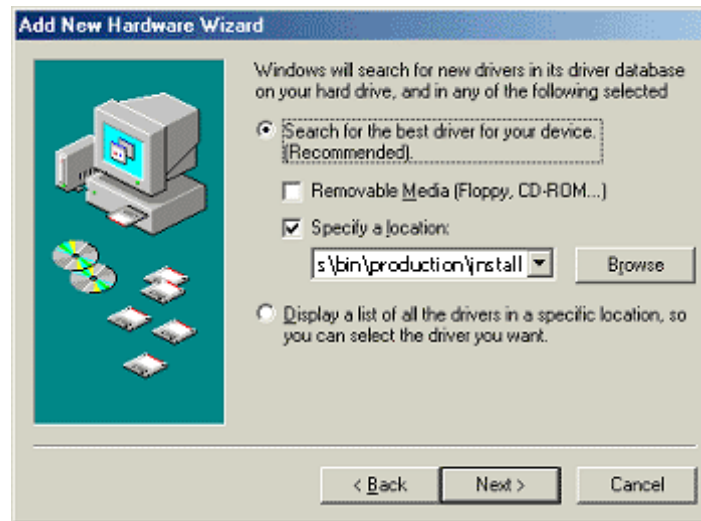 Add New Hardware Wizard
Windows will search for new drivers in its driver database
on your hard drive, and in any of the following selected
Search for the best driver for your device.
(Recommended).
Removable Media (Floppy, CD-ROM...)
Specify a location:
s\bin\production\install
Browse
Display a list of all the drivers in a specific location, so
you can select the driver you want.
< Back
Next >
Cancel